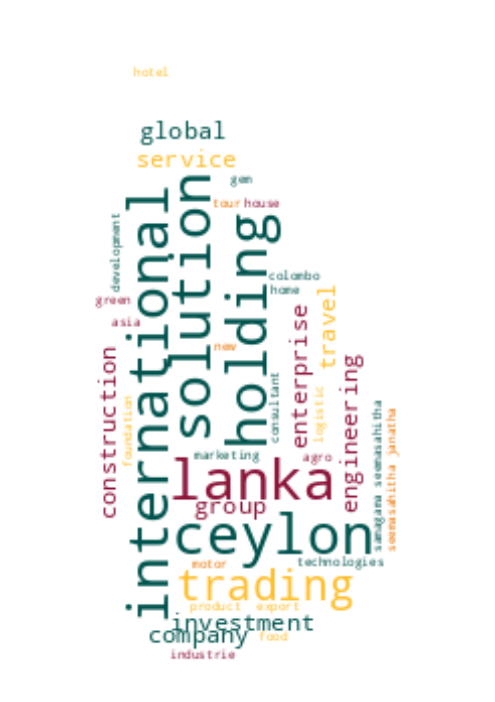 hotel
global
service
gem
tour house
development
international
solution
holding
colombo
home
green
asia
travel
enterprise
new
construction
foundation
consultant
logistic
engineering
marketing
agro
lanka
group
samagama seemasahitha
seemasahitha janatha
ceylon
technologies
motor
trading
product export
investment
company food
industrie